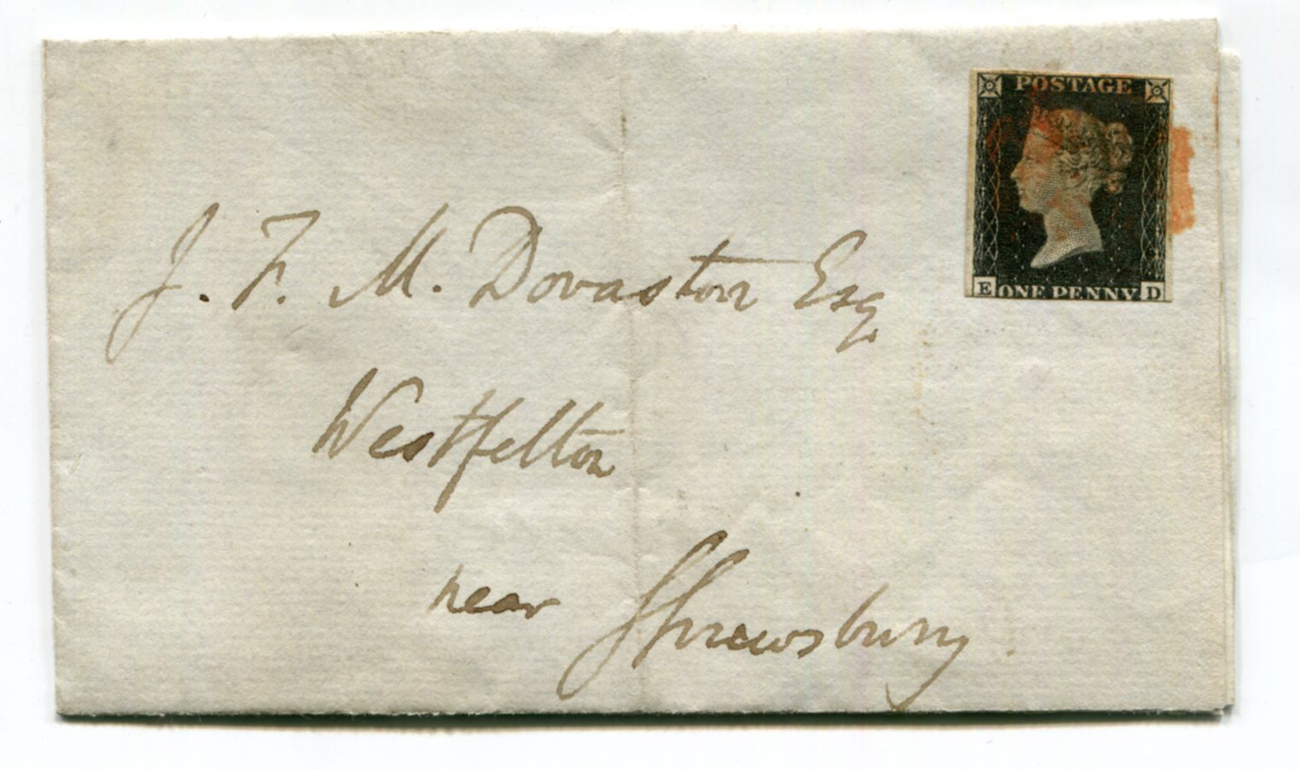 POSTAGE
E ONE PENNY D
J. F. M. Dovaston Esq
Westfelton
near Shrewsbury.